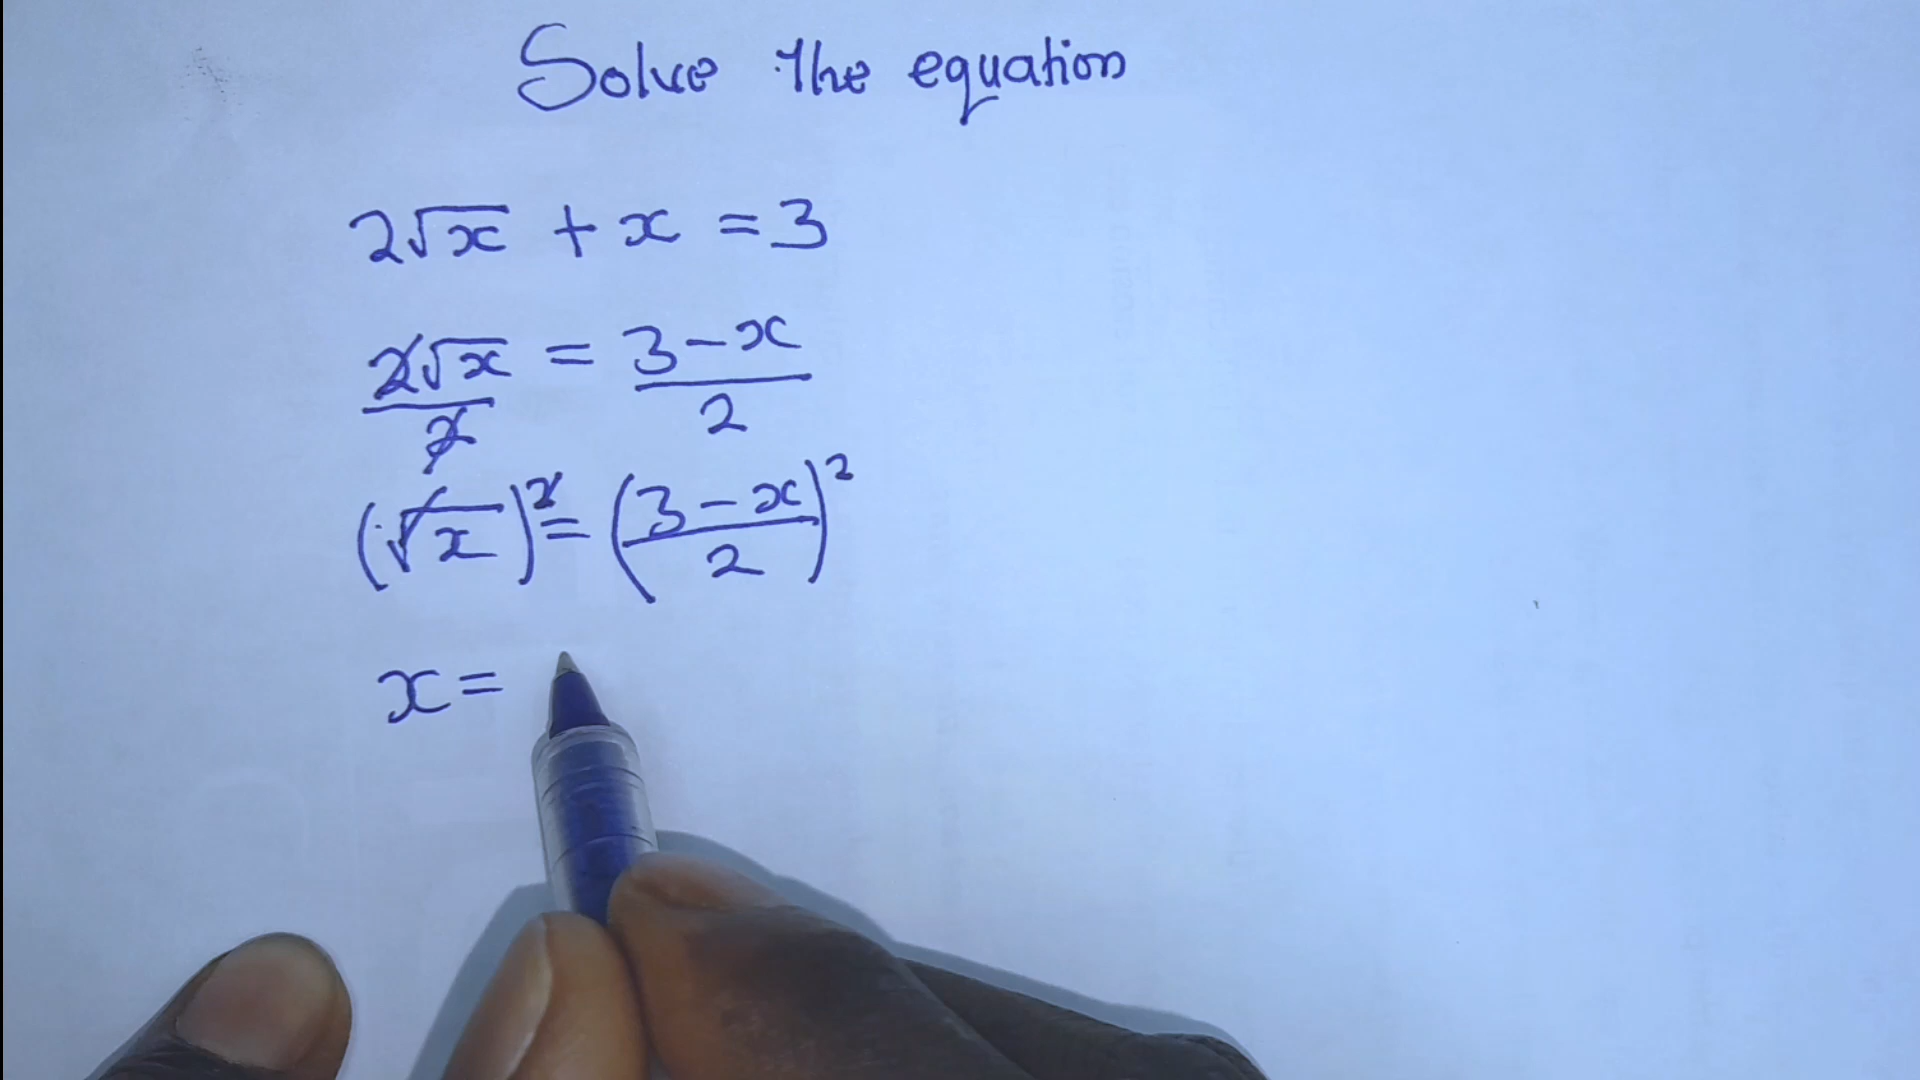 Solve the equation
2√x + x = 3
2√x/2 = 3-x/2
(√x)² = (3-x/2)²
x =